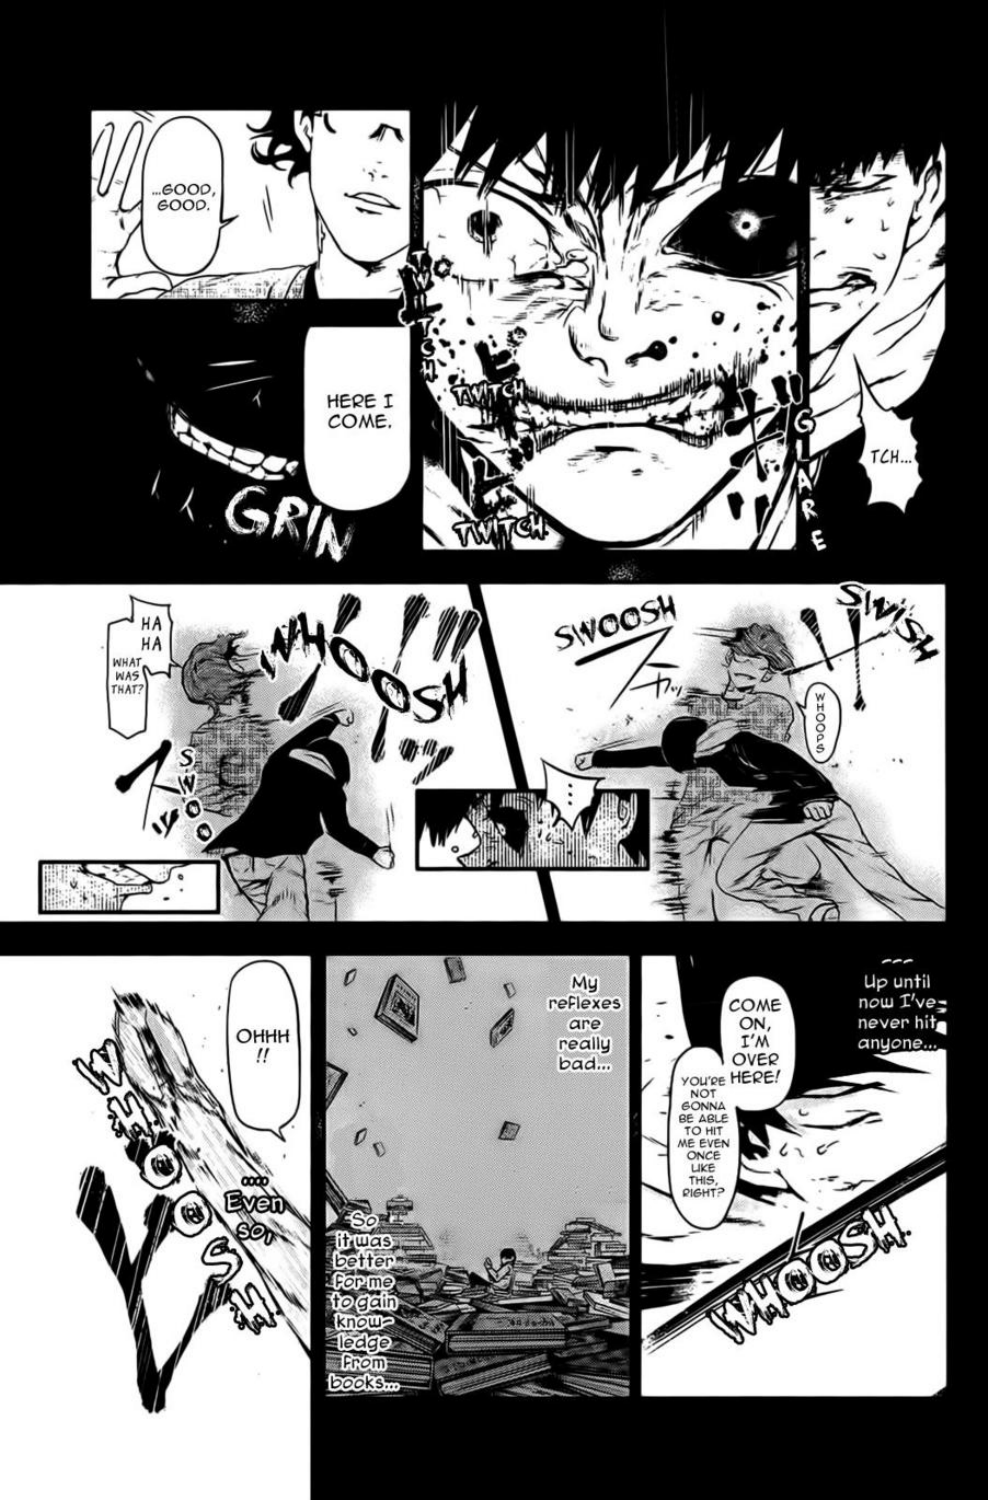 TCH...
GLARE
TWITCH
TWITCH
TWITCH
...GOOD,
GOOD.
HERE I
COME.
GRIN
SWISH
SWOOSH
WHOOPS
...
WHOOSH
HA
HA
WHAT
WAS
THAT?
SWOO
Up until
now I've
never hit
anyone...
COME
ON,
I'M
OVER
HERE!
YOU'RE
NOT
GONNA
BE ABLE
TO HIT
ME EVEN
ONCE
LIKE
THIS,
RIGHT?
WHOOSH
My
reflexes
are
really
bad...
So
it was
better
for me
to gain
know-
ledge
from
books...
OHHH
!!
....
Even
so,
WHOOSH